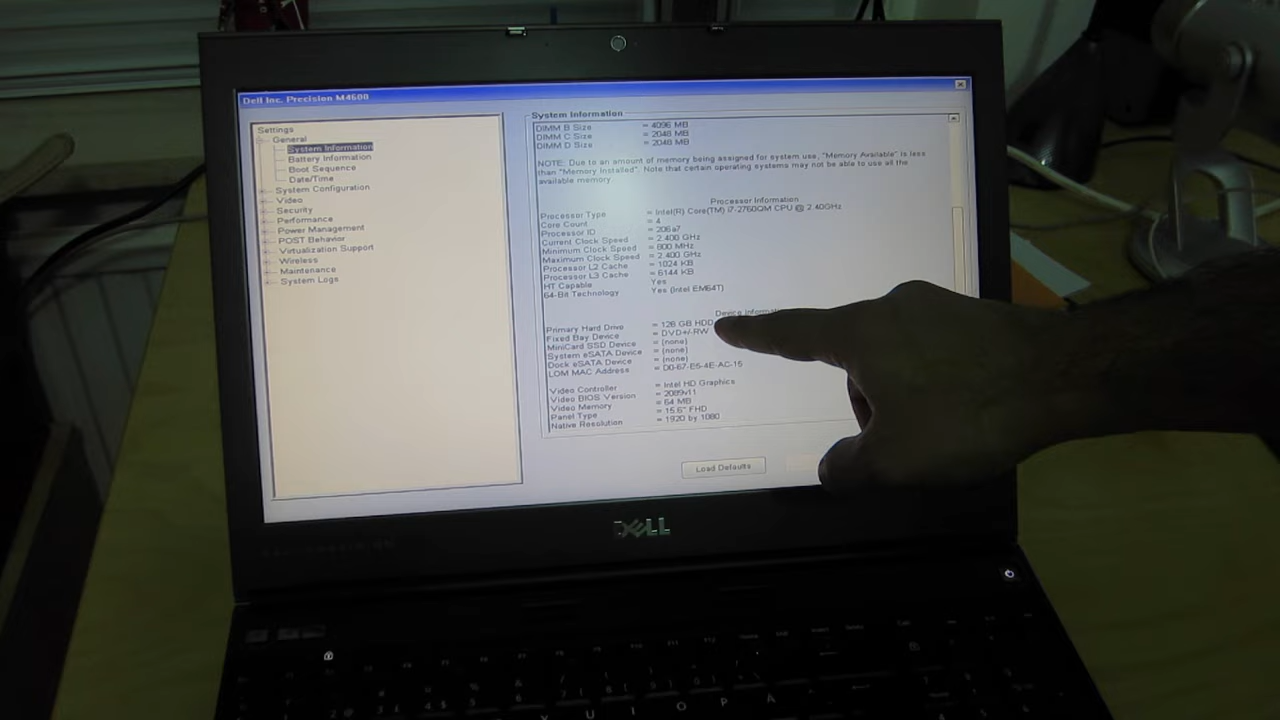 Dell Inc. Precision M4600
Settings
General
System Information
Battery Information
Boot Sequence
Date/Time
System Configuration
Video
Security
Performance
Power Management
POST Behavior
Virtualization Support
Wireless
Maintenance
System Logs
System Information
DIMM B Size = 4096 MB
DIMM C Size = 2048 MB
DIMM D Size = 2048 MB
NOTE: Due to an amount of memory being assigned for system use, "Memory Available" is less
than "Memory Installed". Note that certain operating systems may not be able to use all the
available memory
Processor Information
Processor Type = Intel(R) Core(TM) i7-2760QM CPU @ 2.40GHz
Core Count = 4
Processor ID = 206a7
Current Clock Speed = 2.400 GHz
Minimum Clock Speed = 800 MHz
Maximum Clock Speed = 2.400 GHz
Processor L2 Cache = 1024 KB
Processor L3 Cache = 6144 KB
HT Capable Yes
64-Bit Technology Yes (Intel EM64T)
Device
Primary Hard Drive = 128 GB HDD
Fixed Bay Device = DVD+/-RW
MiniCard SSD Device = (none)
System eSATA Device = (none)
Dock eSATA Device = (none)
LOM MAC Address = D0-67-E5-4E-AC-15
Video Controller = Intel HD Graphics
Video BIOS Version = 2089v11
Video Memory = 64 MB
Panel Type = 15.6" FHD
Native Resolution = 1920 by 1080
Load Defaults
DELL
Y U I O P Å